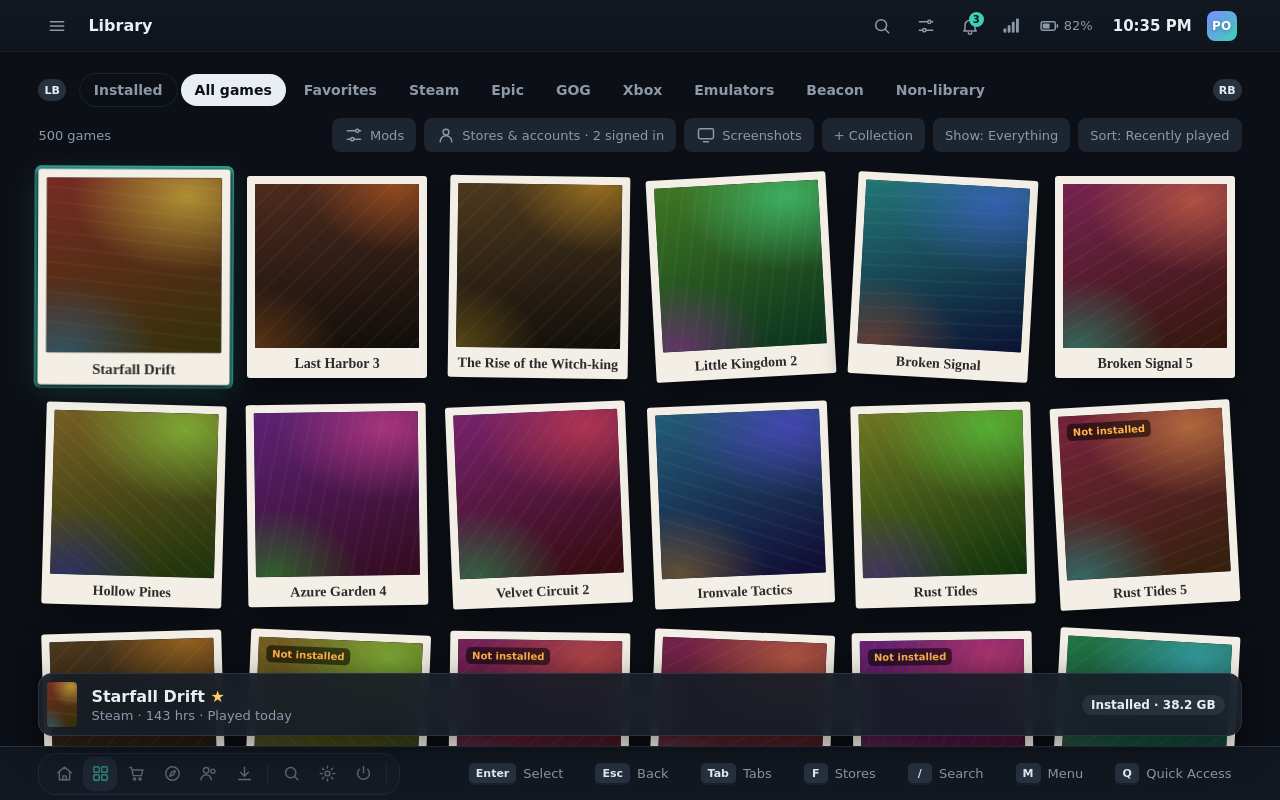 Library
3
82%
10:35 PM
PO
LB
Installed
All games
Favorites
Steam
Epic
GOG
Xbox
Emulators
Beacon
Non-library
RB
500 games
Mods
Stores & accounts · 2 signed in
Screenshots
+ Collection
Show: Everything
Sort: Recently played
Starfall Drift
Last Harbor 3
The Rise of the Witch-king
Little Kingdom 2
Broken Signal
Broken Signal 5
Not installed
Hollow Pines
Azure Garden 4
Velvet Circuit 2
Ironvale Tactics
Rust Tides
Rust Tides 5
Not installed
Not installed
Not installed
Starfall Drift ★
Steam · 143 hrs · Played today
Installed · 38.2 GB
Enter Select
Esc Back
Tab Tabs
F Stores
/ Search
M Menu
Q Quick Access